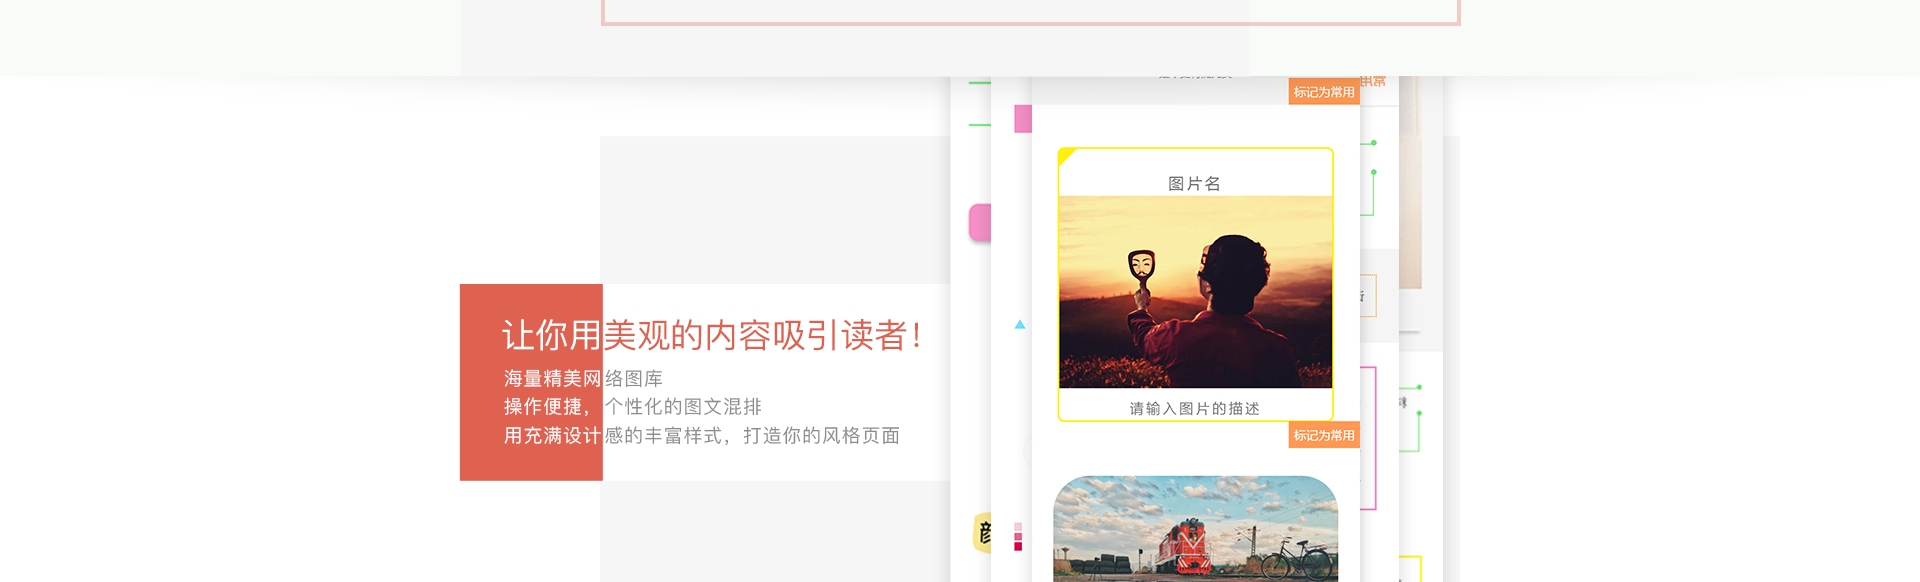 标记为常用
图片名
让你用美观的内容吸引读者！
海量精美网络图库
操作便捷，个性化的图文混排
用充满设计感的丰富样式，打造你的风格页面
请输入图片的描述
标记为常用
颜